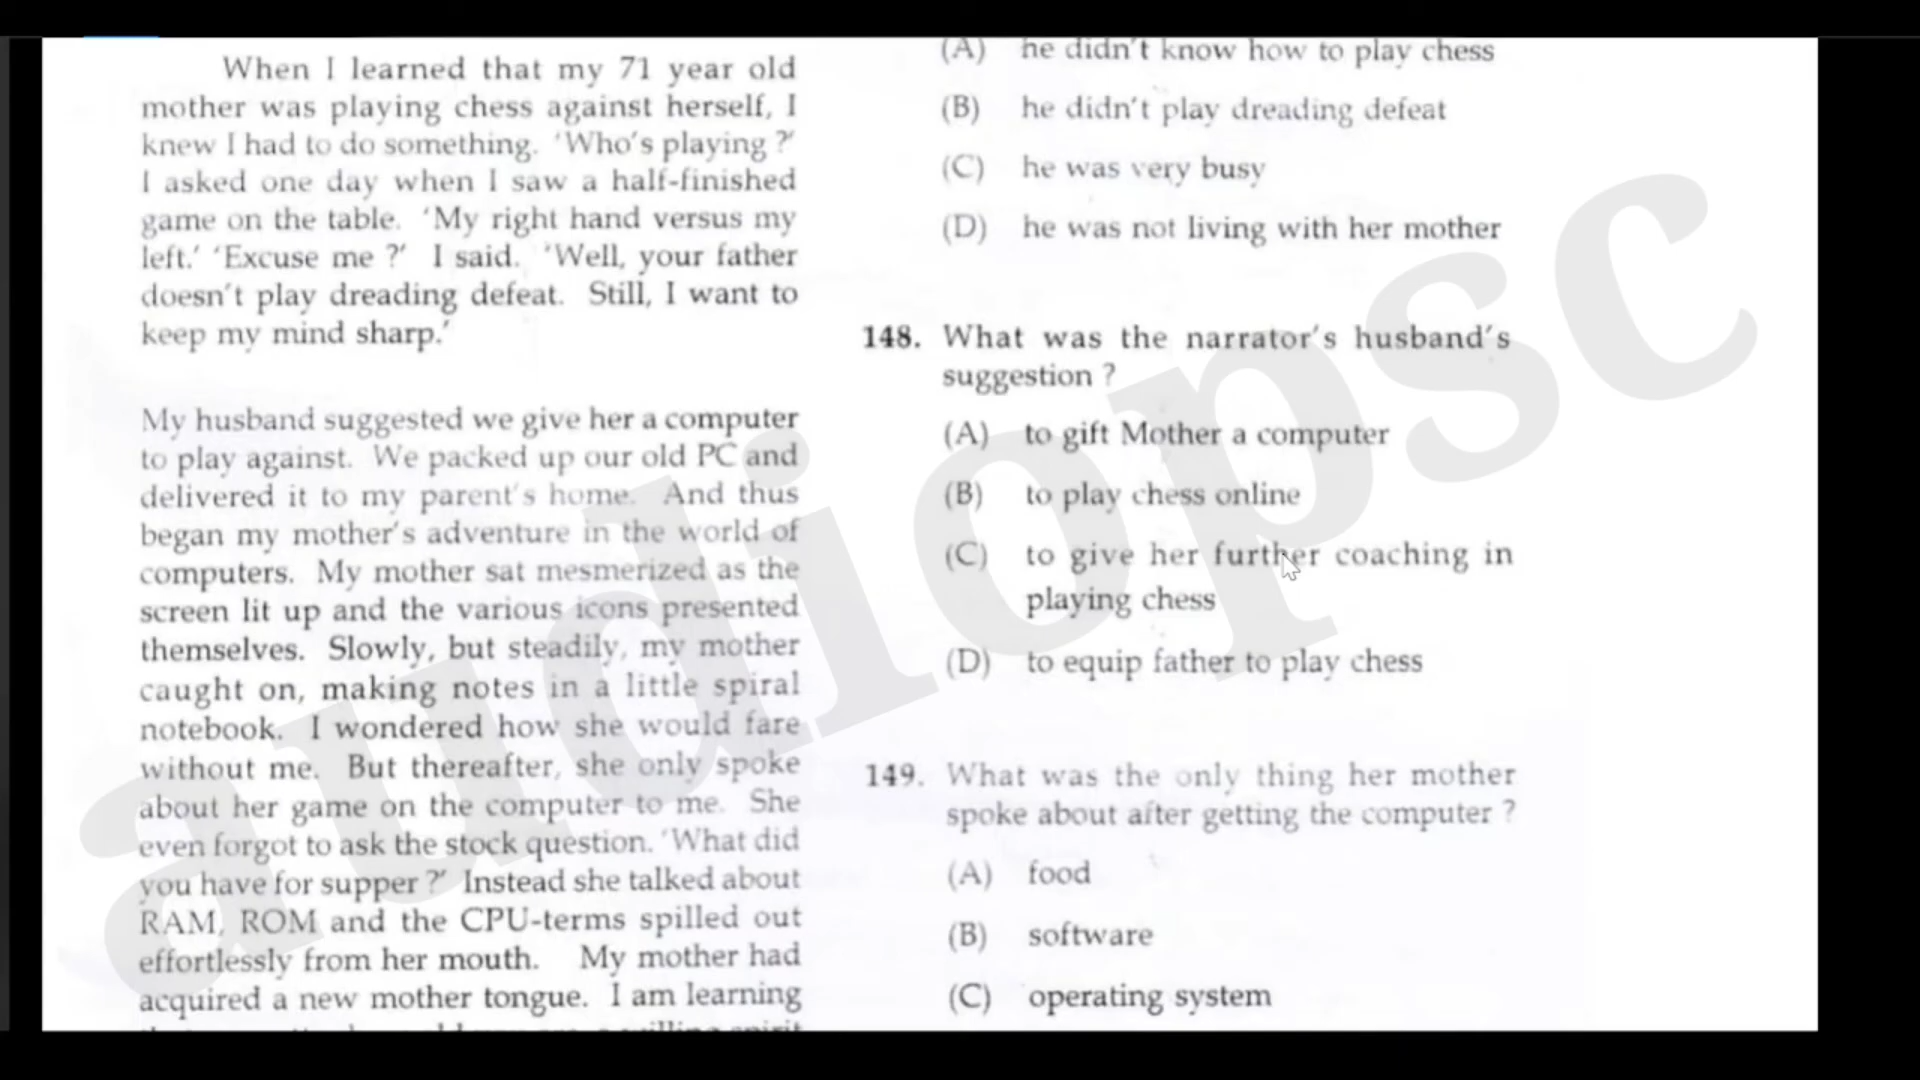 When I learned that my 71 year old
mother was playing chess against herself, I
knew I had to do something. 'Who's playing ?'
I asked one day when I saw a half-finished
game on the table. 'My right hand versus my
left.' 'Excuse me ?' I said. 'Well, your father
doesn't play dreading defeat. Still, I want to
keep my mind sharp.'
My husband suggested we give her a computer
to play against. We packed up our old PC and
delivered it to my parent's home. And thus
began my mother's adventure in the world of
computers. My mother sat mesmerized as the
screen lit up and the various icons presented
themselves. Slowly, but steadily, my mother
caught on, making notes in a little spiral
notebook. I wondered how she would fare
without me. But thereafter, she only spoke
about her game on the computer to me. She
even forgot to ask the stock question. 'What did
you have for supper ?' Instead she talked about
RAM, ROM and the CPU-terms spilled out
effortlessly from her mouth. My mother had
acquired a new mother tongue. I am learning
(A) he didn't know how to play chess
(B) he didn't play dreading defeat
(C) he was very busy
(D) he was not living with her mother
148. What was the narrator's husband's
suggestion ?
(A) to gift Mother a computer
(B) to play chess online
(C) to give her further coaching in
playing chess
(D) to equip father to play chess
149. What was the only thing her mother
spoke about after getting the computer ?
(A) food
(B) software
(C) operating system
audiopsc